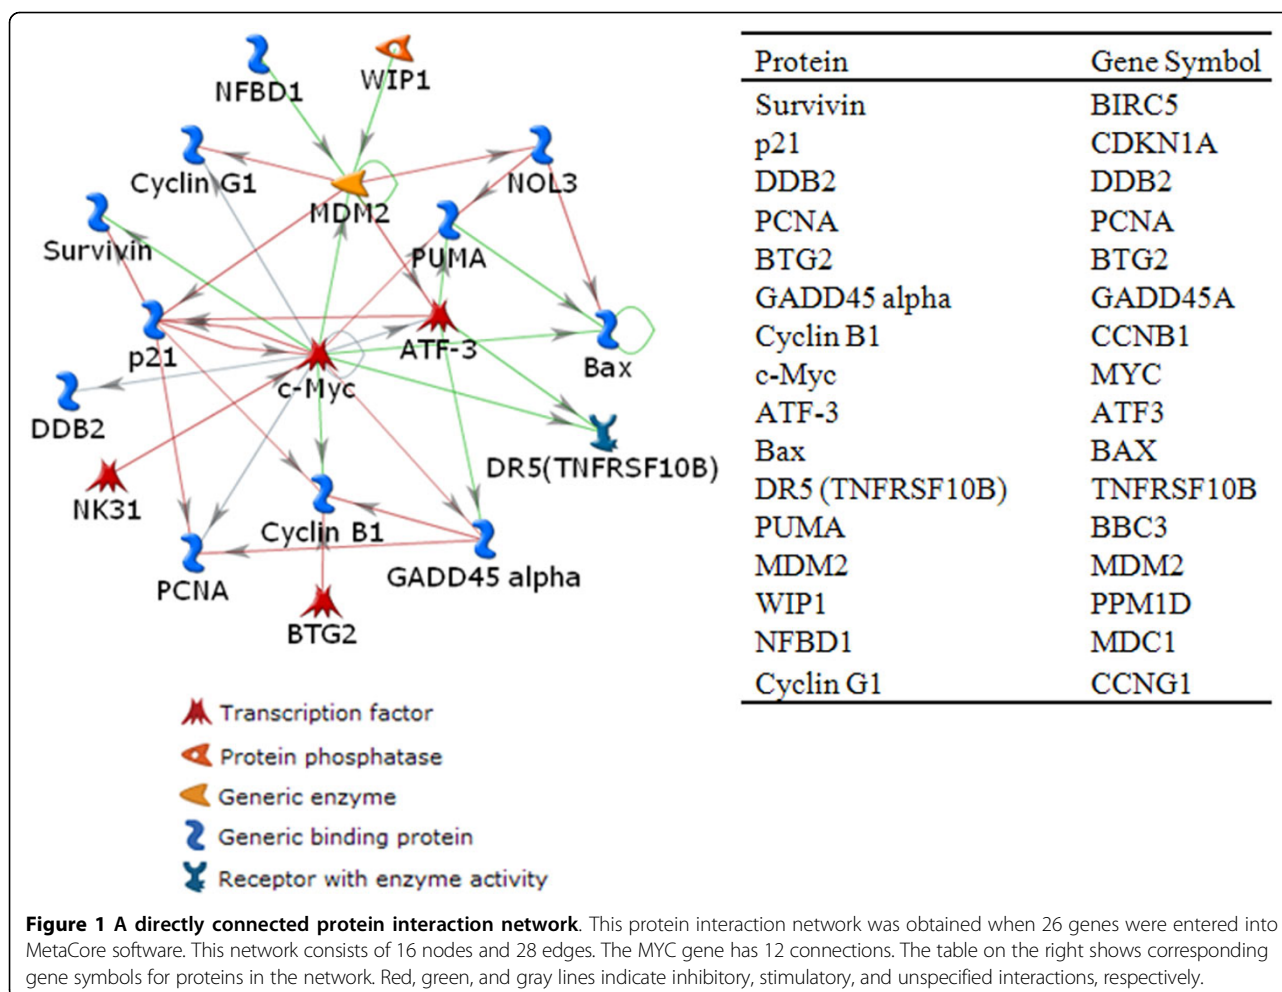 NFBD1
WIP1
Cyclin G1
MDM2
NOL3
Survivin
PUMA
p21
ATF-3
c-Myc
Bax
DDB2
DR5(TNFRSF10B)
NK31
Cyclin B1
PCNA
GADD45 alpha
BTG2
Transcription factor
Protein phosphatase
Generic enzyme
Generic binding protein
Receptor with enzyme activity
Protein Gene Symbol
Survivin BIRC5
p21 CDKN1A
DDB2 DDB2
PCNA PCNA
BTG2 BTG2
GADD45 alpha GADD45A
Cyclin B1 CCNB1
c-Myc MYC
ATF-3 ATF3
Bax BAX
DR5 (TNFRSF10B) TNFRSF10B
PUMA BBC3
MDM2 MDM2
WIP1 PPM1D
NFBD1 MDC1
Cyclin G1 CCNG1
Figure 1 A directly connected protein interaction network. This protein interaction network was obtained when 26 genes were entered into
MetaCore software. This network consists of 16 nodes and 28 edges. The MYC gene has 12 connections. The table on the right shows corresponding
gene symbols for proteins in the network. Red, green, and gray lines indicate inhibitory, stimulatory, and unspecified interactions, respectively.